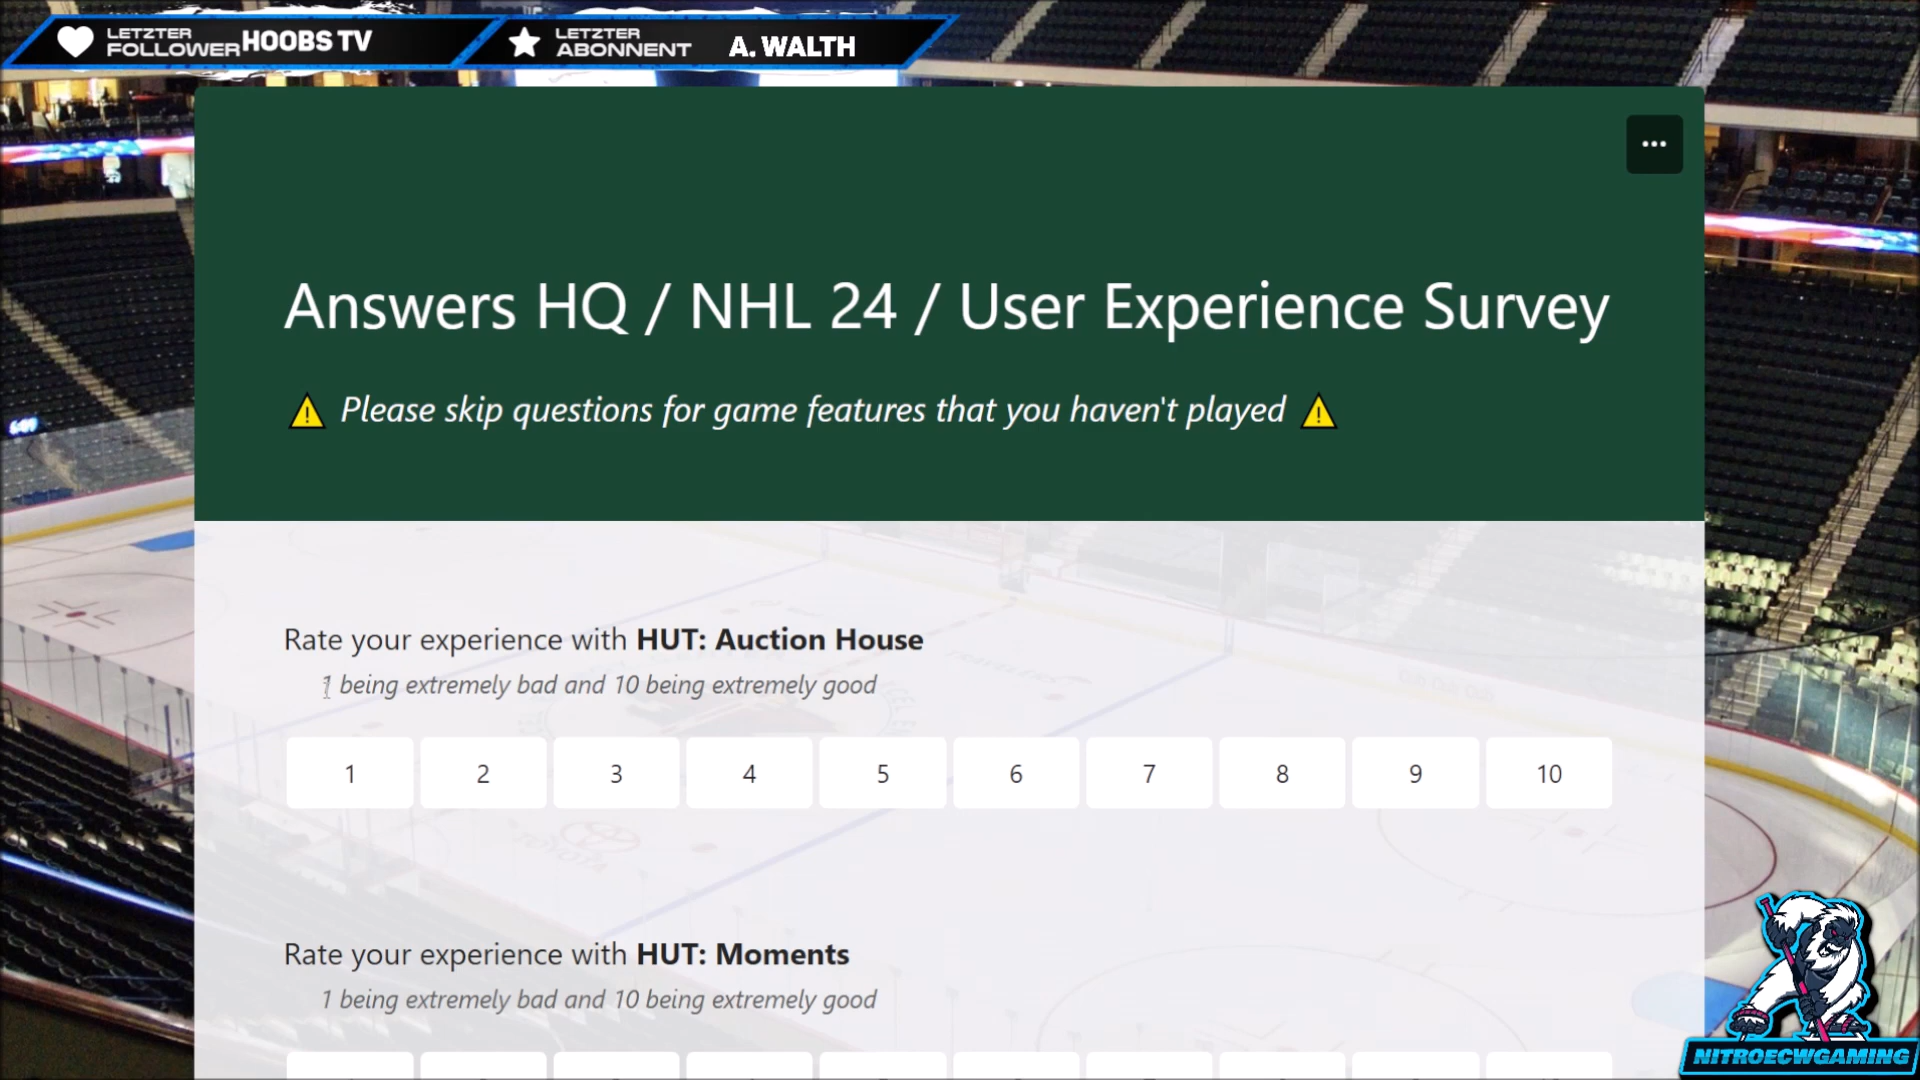 LETZTER
FOLLOWER HOOBS TV
LETZTER
ABONNENT A. WALTH
Answers HQ / NHL 24 / User Experience Survey
⚠ Please skip questions for game features that you haven't played ⚠
Rate your experience with HUT: Auction House
1 being extremely bad and 10 being extremely good
1 2 3 4 5 6 7 8 9 10
TOYOTA
Rate your experience with HUT: Moments
1 being extremely bad and 10 being extremely good
NITROECWGAMING